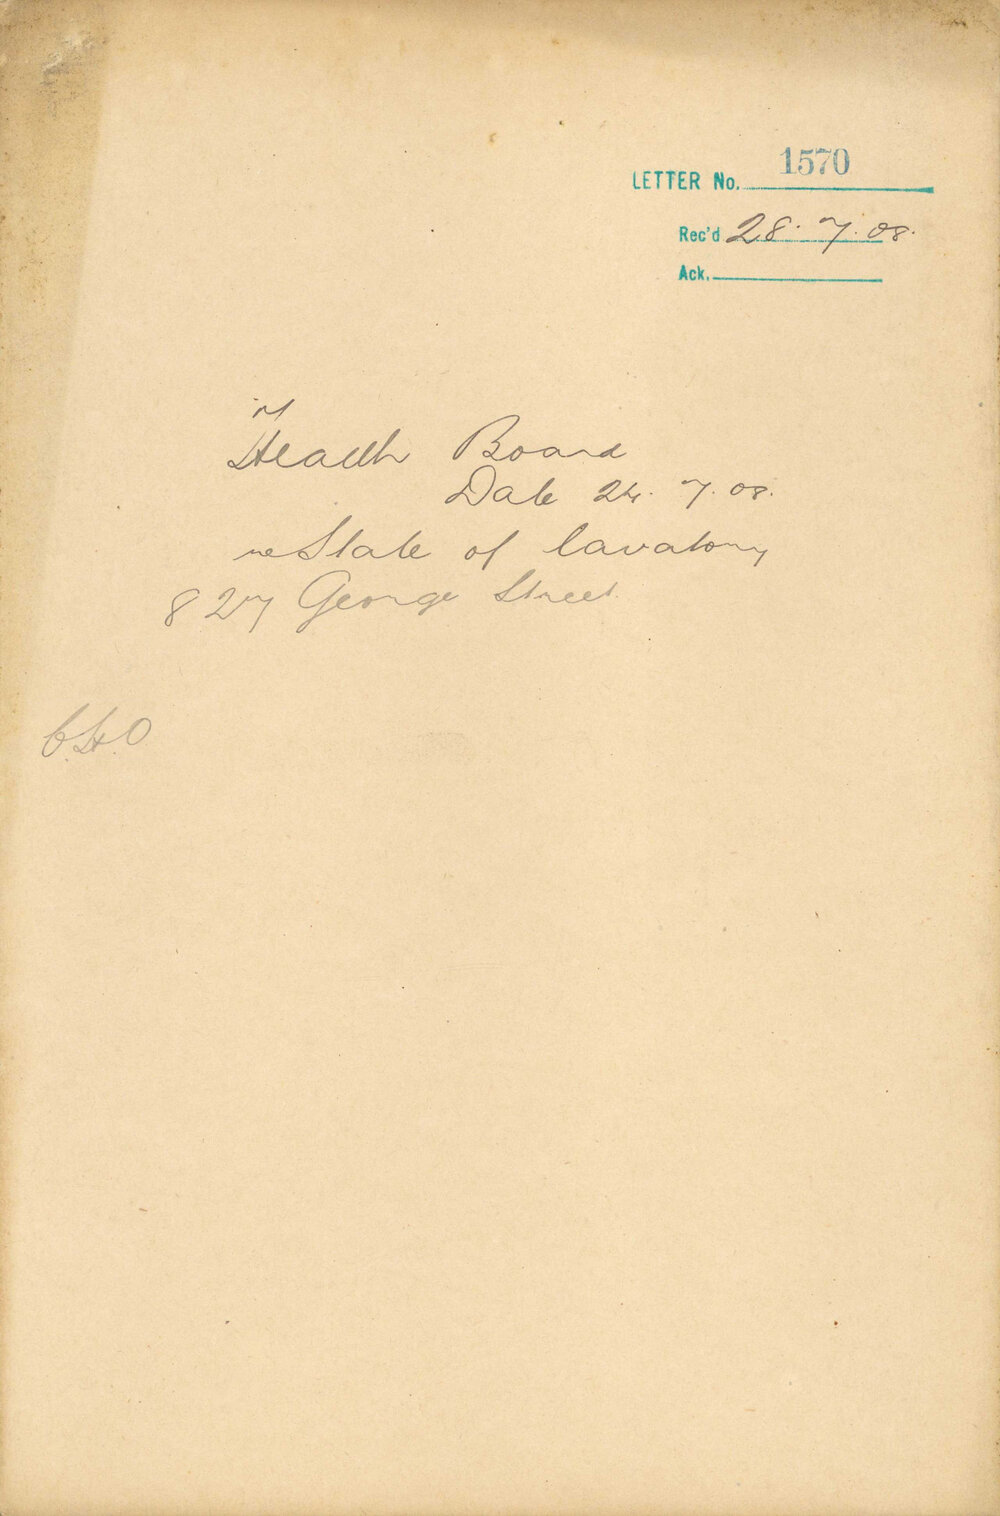 LETTER No. 1570
Rec'd 28. 7. 08.
Ack.
Health Board
Date 24. 7. 08.
re State of lavatory
827 George Street.
C.H.O